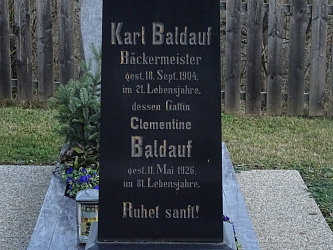 Karl Baldauf
Bäckermeister
gest. 18. Sept. 1904,
im 71. Lebensjahre,
dessen Gattin
Clementine
Baldauf
gest. 11. Mai 1926,
im 81. Lebensjahre.
Ruhet sanft!